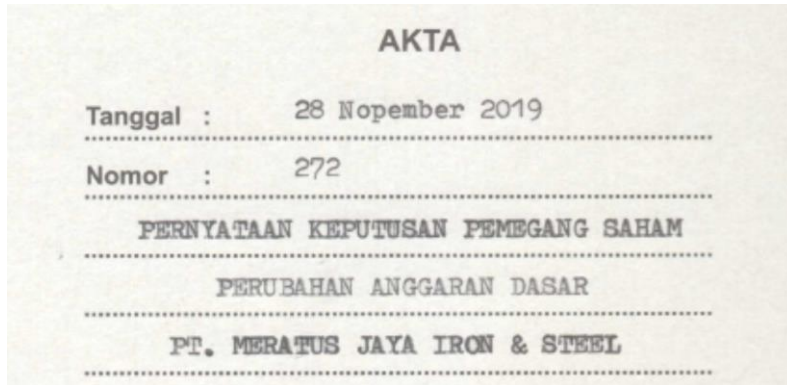 AKTA
Tanggal : 28 Nopember 2019
Nomor : 272
PERNYATAAN KEPUTUSAN PEMEGANG SAHAM
PERUBAHAN ANGGARAN DASAR
PT. MERATUS JAYA IRON & STEEL